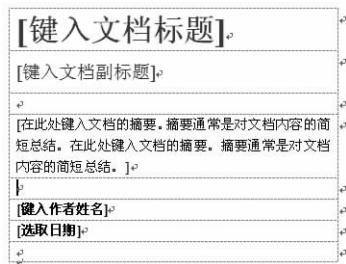 [键入文档标题]
[键入文档副标题]
[在此处键入文档的摘要。摘要通常是对文档内容的简
短总结。在此处键入文档的摘要。摘要通常是对文档
内容的简短总结。]
[键入作者姓名]
[选取日期]